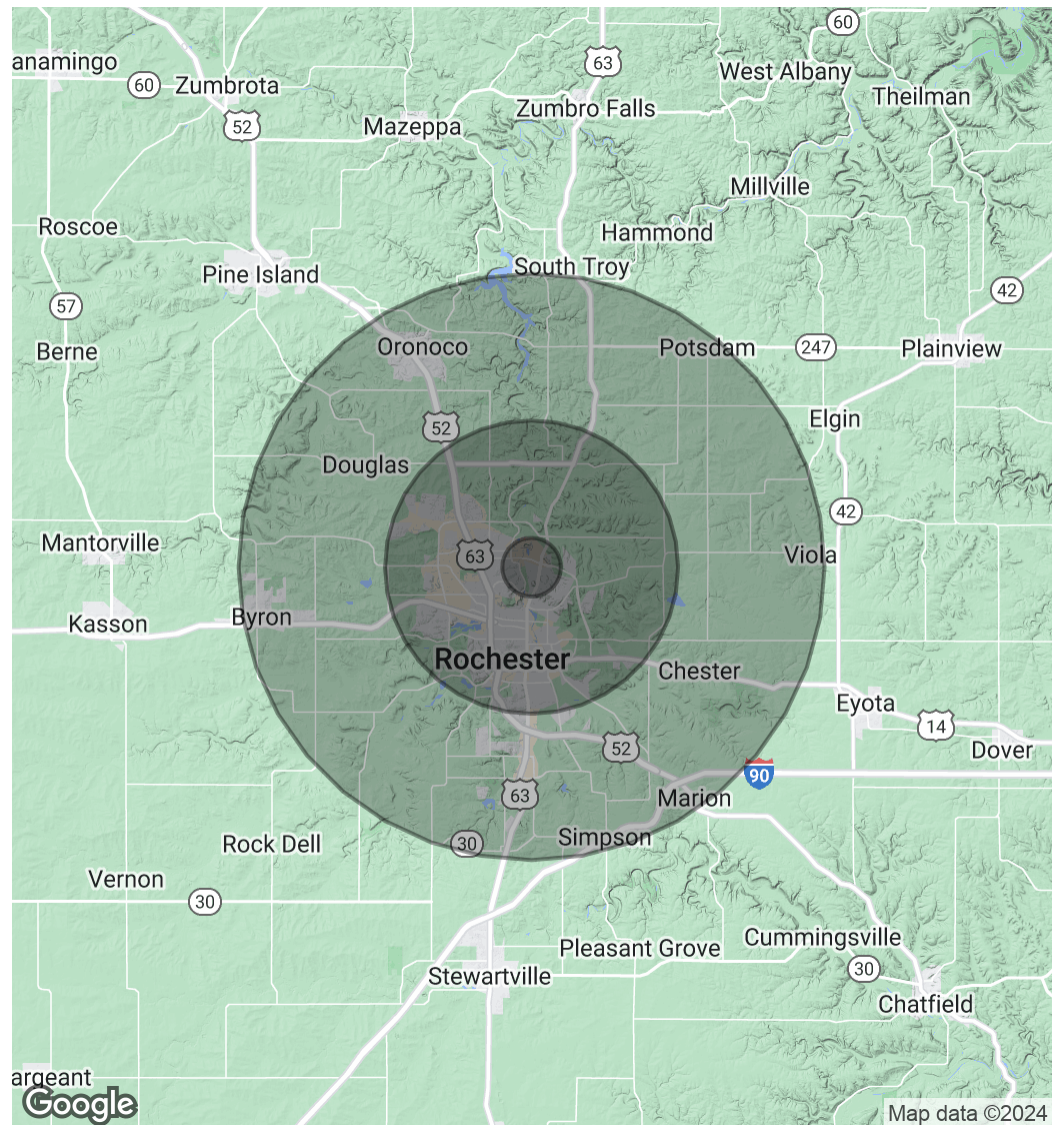 60
anamingo
63
West Albany
60
Zumbrota
Theilman
Zumbro Falls
52
Mazeppa
Millville
Roscoe
Hammond
South Troy
Pine Island
42
57
Oronoco
Potsdam
247
Plainview
Berne
Elgin
52
Douglas
42
Mantorville
63
Viola
Byron
Kasson
Rochester
Chester
Eyota
14
52
Dover
90
63
Marion
Simpson
Rock Dell
30
Vernon
30
Cummingsville
Pleasant Grove
30
Stewartville
Chatfield
argeant
Google
Map data ©2024